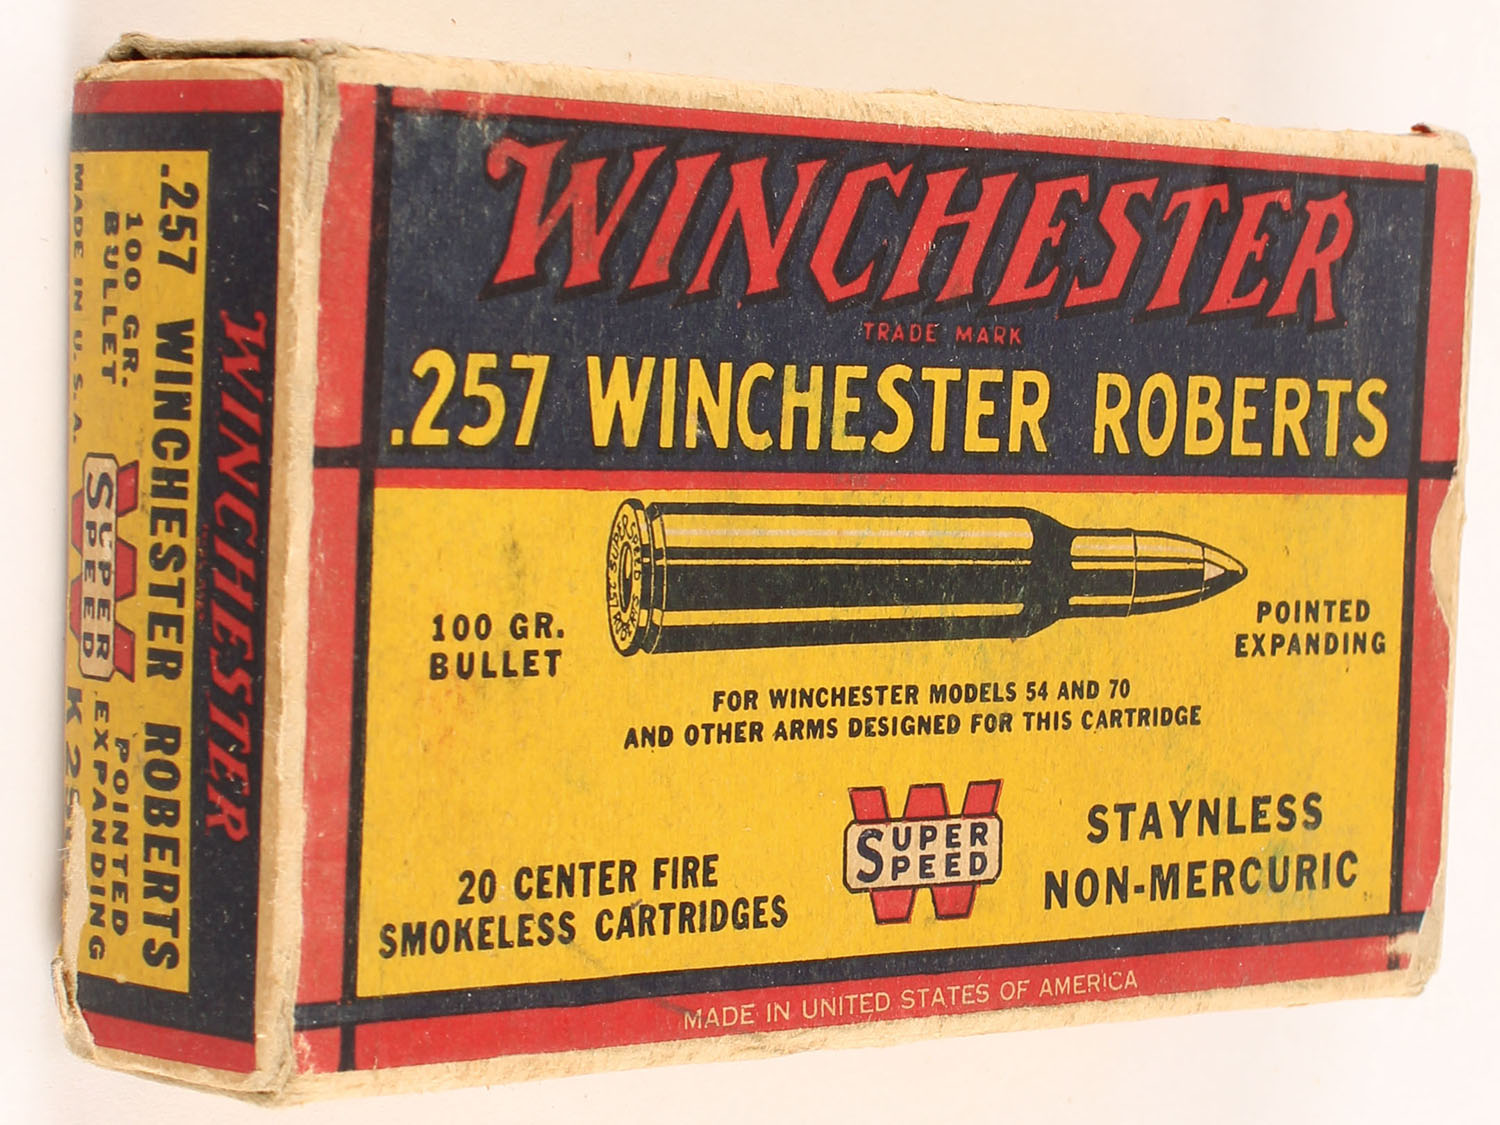 WINCHESTER
TRADE MARK
.257 WINCHESTER ROBERTS
100 GR.
BULLET
POINTED
EXPANDING
FOR WINCHESTER MODELS 54 AND 70
AND OTHER ARMS DESIGNED FOR THIS CARTRIDGE
20 CENTER FIRE
SMOKELESS CARTRIDGES
SUPER
SPEED
STAYNLESS
NON-MERCURIC
MADE IN UNITED STATES OF AMERICA
WINCHESTER
.257 WINCHESTER ROBERTS
100 GR.
BULLET
MADE IN U.S.A.
SUPER
SPEED
POINTED
EXPANDING